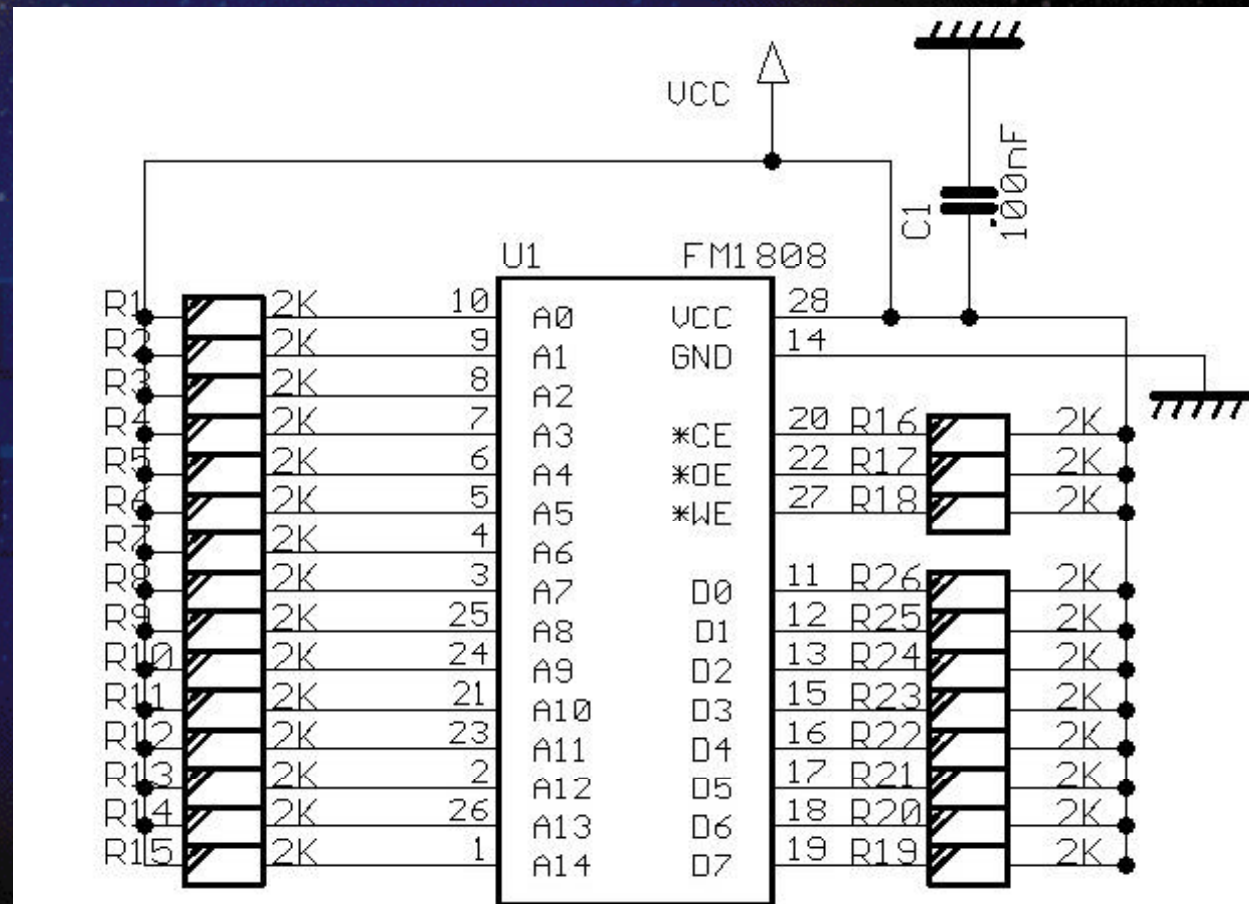 VCC
C1
100nF
U1 FM1808
R1 2K 10 A0 VCC 28
R2 2K 9 A1 GND 14
R3 2K 8 A2
R4 2K 7 A3 *CE 20 R16 2K
R5 2K 6 A4 *OE 22 R17 2K
R6 2K 5 A5 *WE 27 R18 2K
R7 2K 4 A6
R8 2K 3 A7 D0 11 R26 2K
R9 2K 25 A8 D1 12 R25 2K
R10 2K 24 A9 D2 13 R24 2K
R11 2K 21 A10 D3 15 R23 2K
R12 2K 23 A11 D4 16 R22 2K
R13 2K 2 A12 D5 17 R21 2K
R14 2K 26 A13 D6 18 R20 2K
R15 2K 1 A14 D7 19 R19 2K